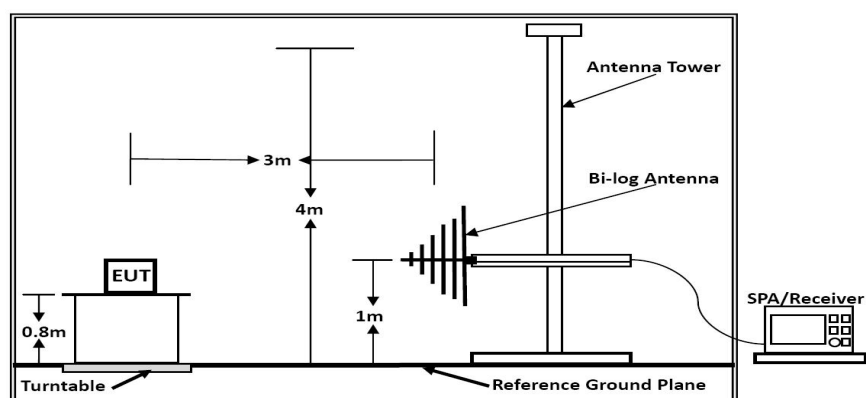 Antenna Tower
3m
Bi-log Antenna
4m
EUT
SPA/Receiver
0.8m
1m
Turntable
Reference Ground Plane